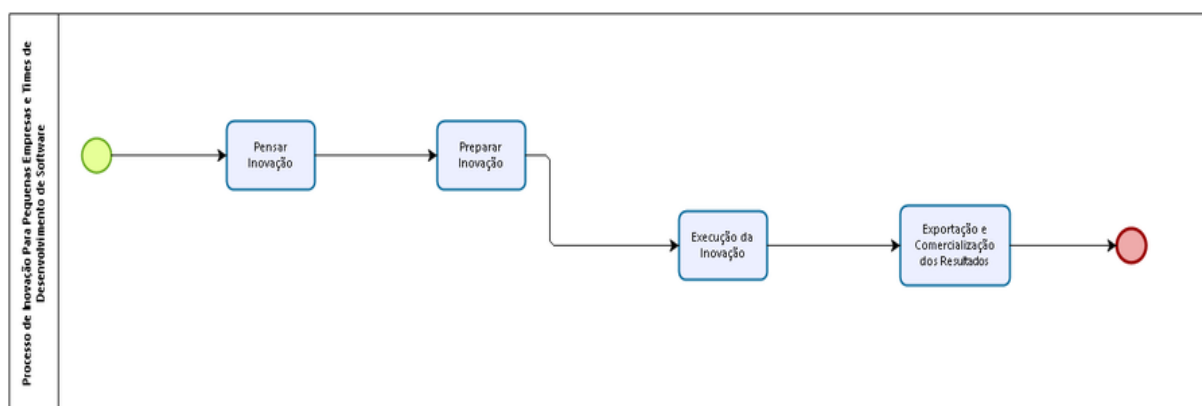 Processo de Inovação Para Pequenas Empresas e Times de
Desenvolvimento de Software
Pensar
Inovação
Preparar
Inovação
Execução da
Inovação
Exportação e
Comercialização
dos Resultados